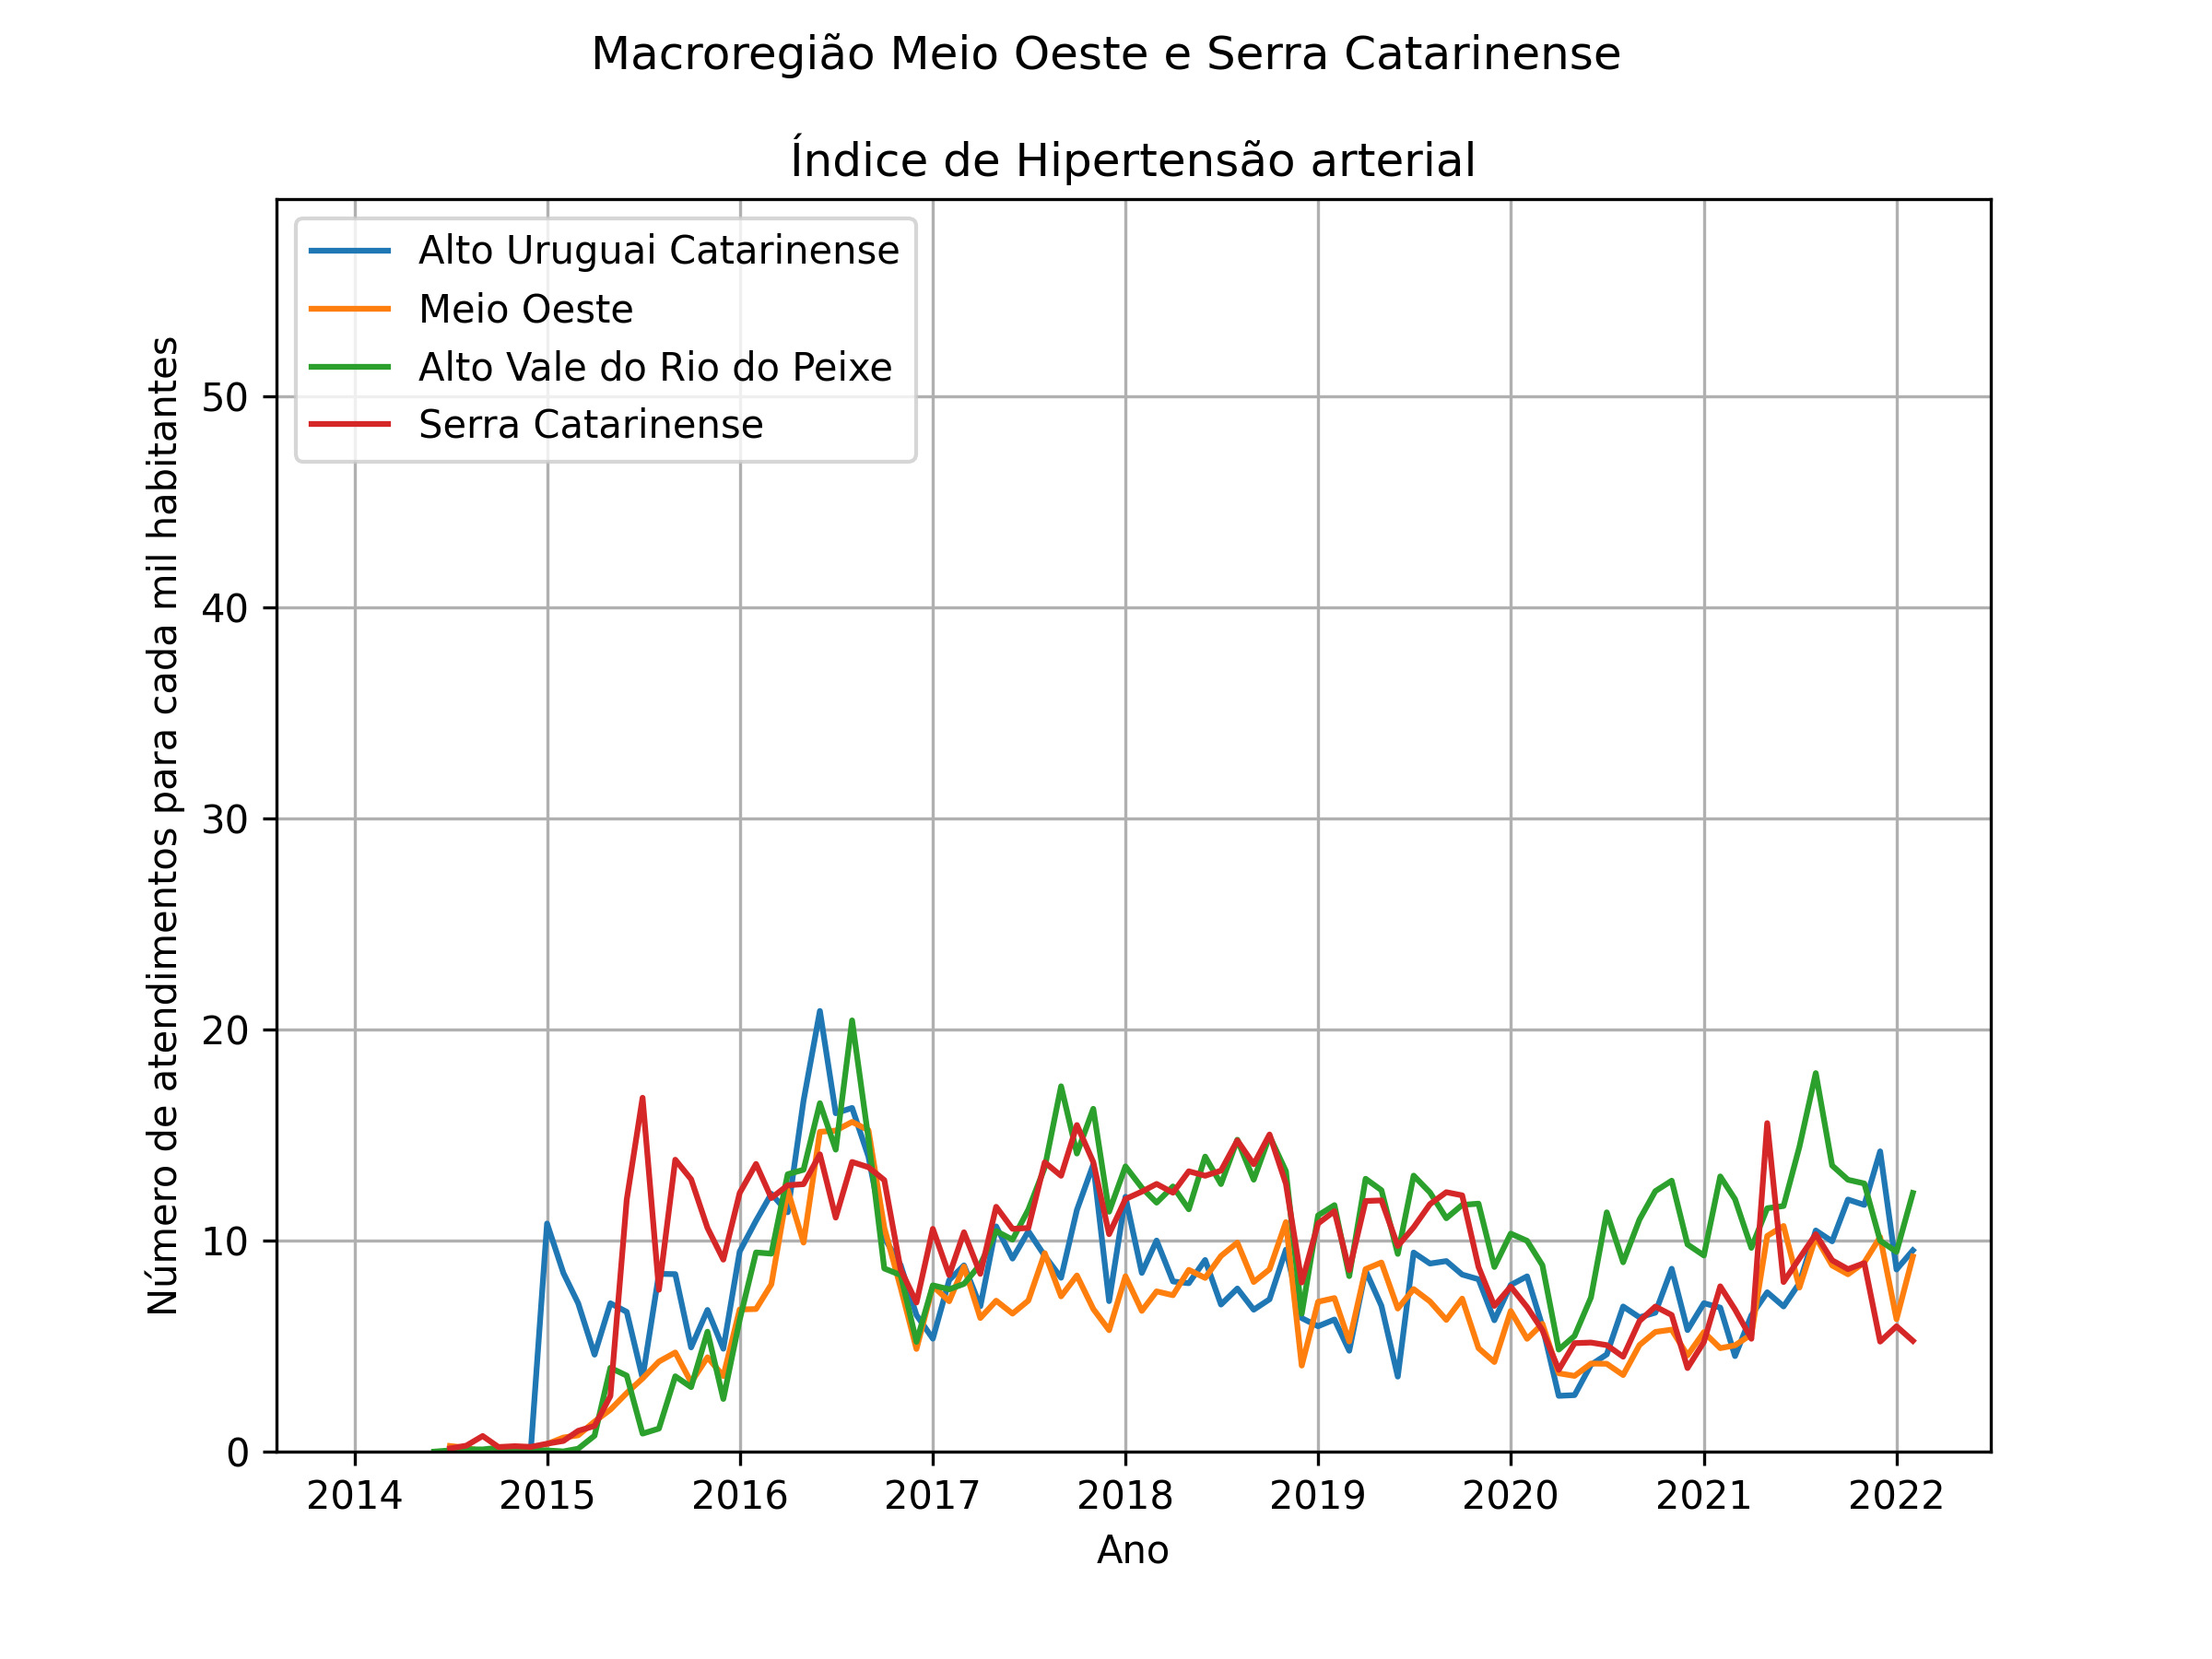 Macroregião Meio Oeste e Serra Catarinense
Índice de Hipertensão arterial
Alto Uruguai Catarinense
Meio Oeste
Alto Vale do Rio do Peixe
Serra Catarinense
Número de atendimentos para cada mil habitantes
50
40
30
20
10
0
2014 2015 2016 2017 2018 2019 2020 2021 2022
Ano